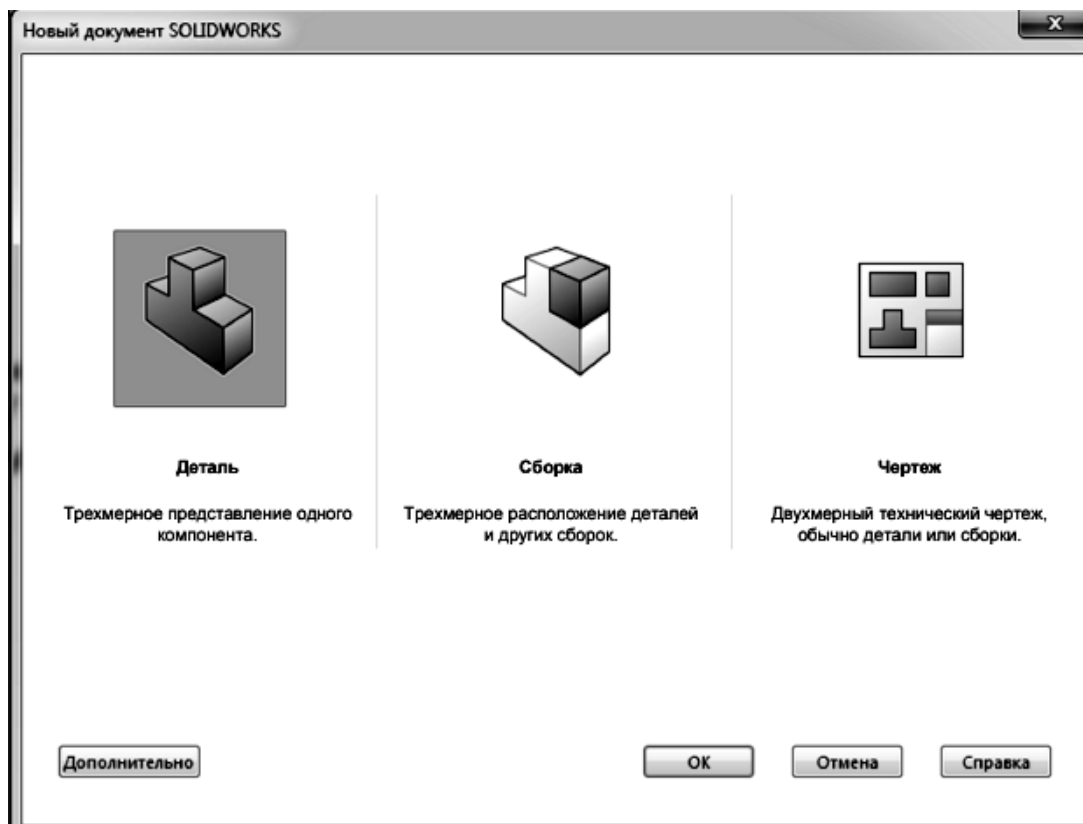 Новый документ SOLIDWORKS
Деталь
Трехмерное представление одного
компонента.
Сборка
Трехмерное расположение деталей
и других сборок.
Чертеж
Двухмерный технический чертеж,
обычно детали или сборки.
Дополнительно
ОК
Отмена
Справка